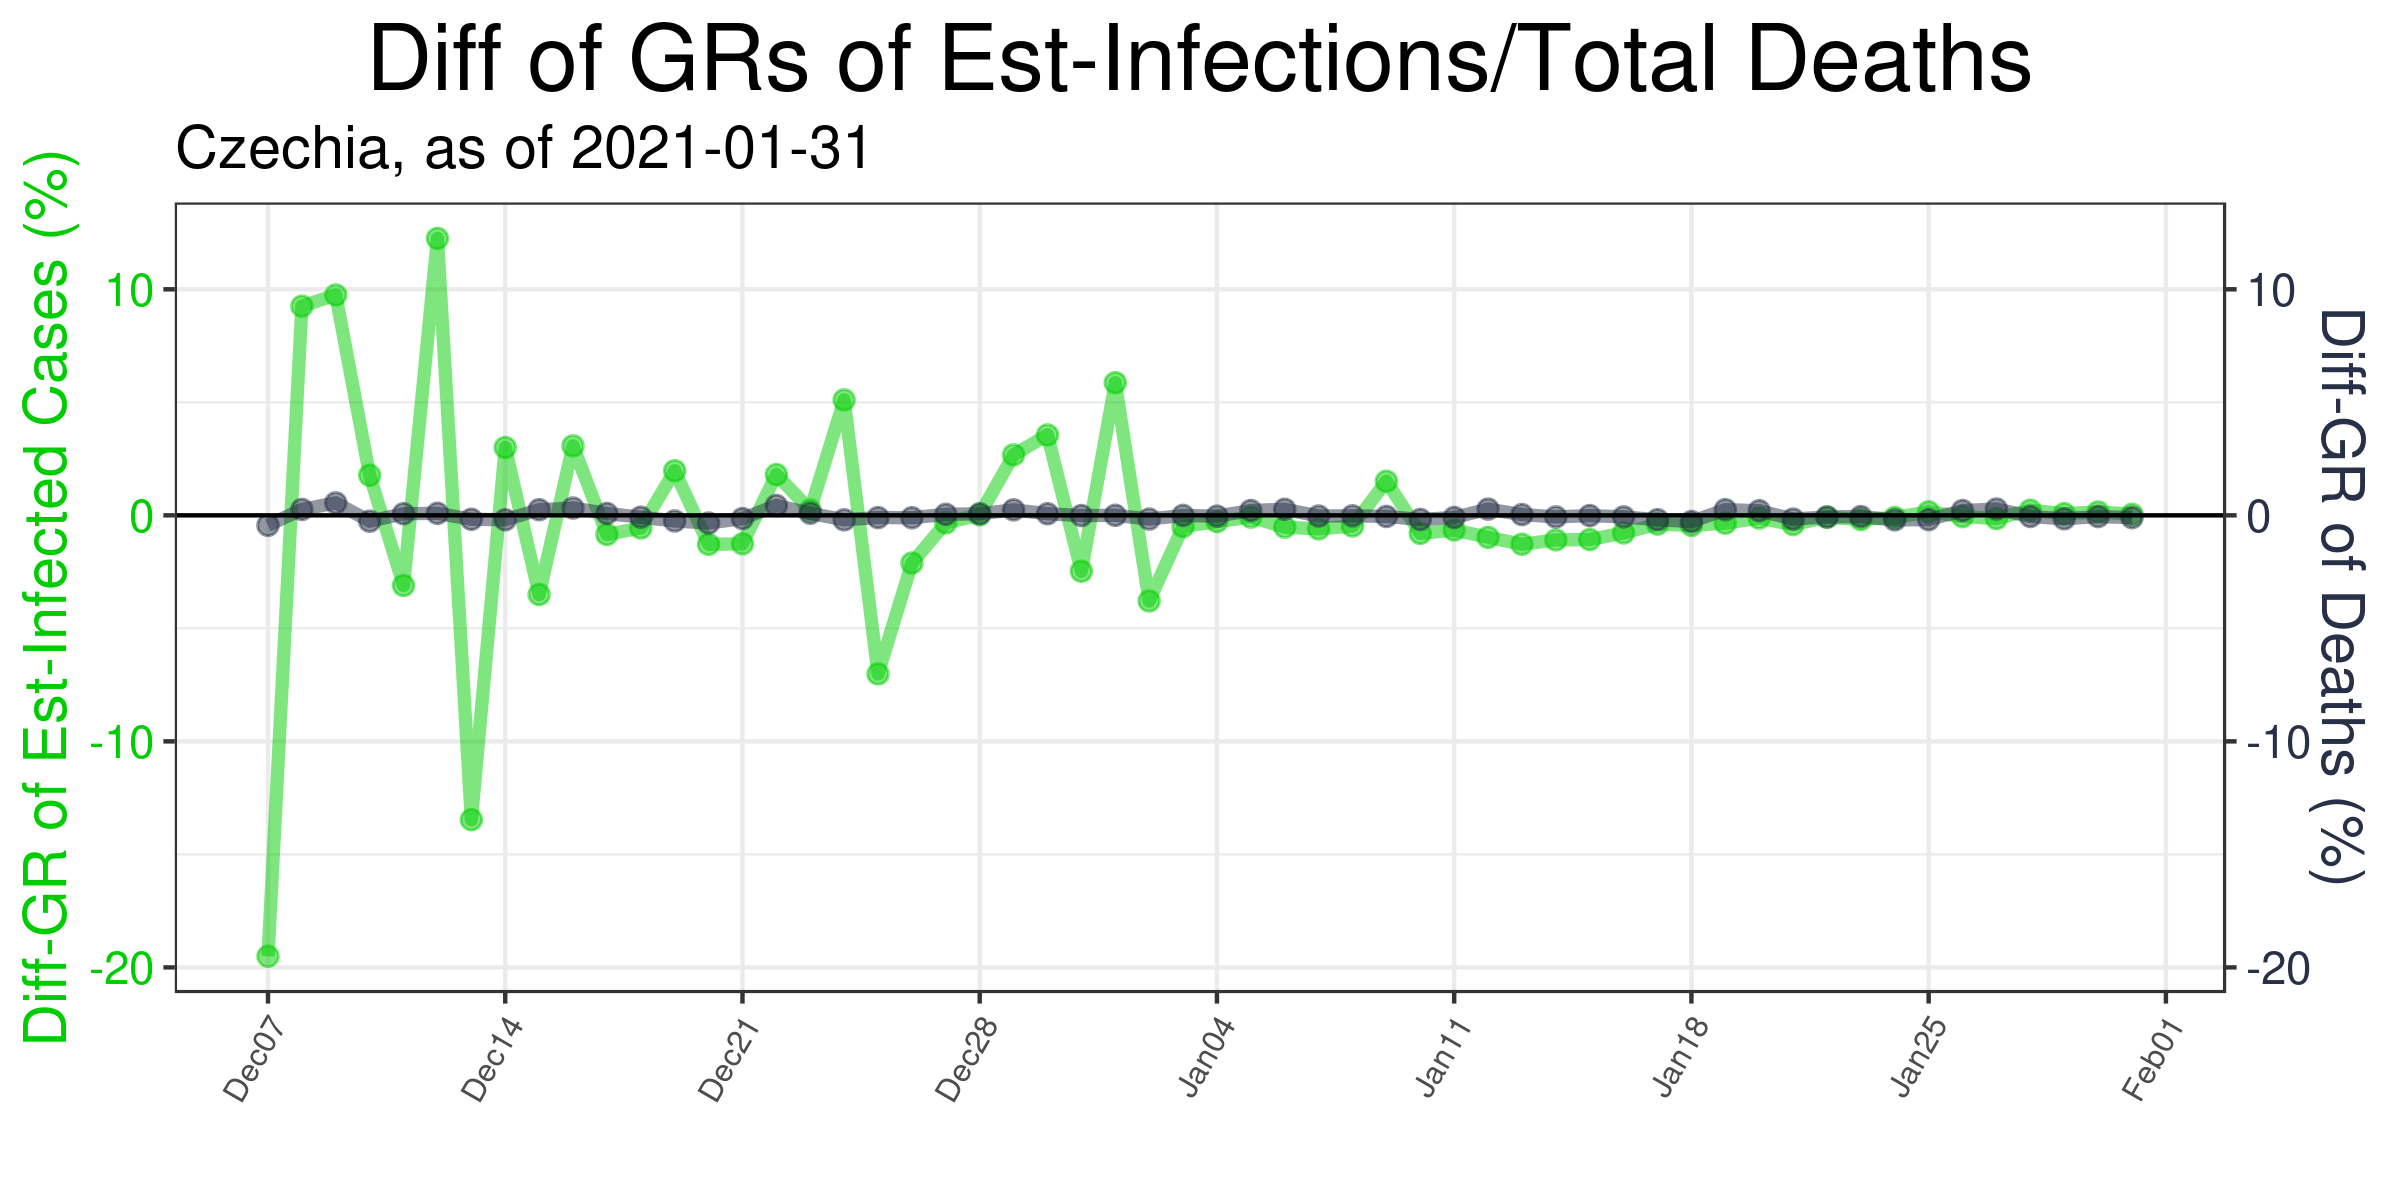 Diff of GRs of Est-Infections/Total Deaths
Czechia, as of 2021-01-31
Diff-GR of Est-Infected Cases (%)
10
0
-10
-20
10
0
-10
-20
Diff-GR of Deaths (%)
Dec07
Dec14
Dec21
Dec28
Jan04
Jan11
Jan18
Jan25
Feb01